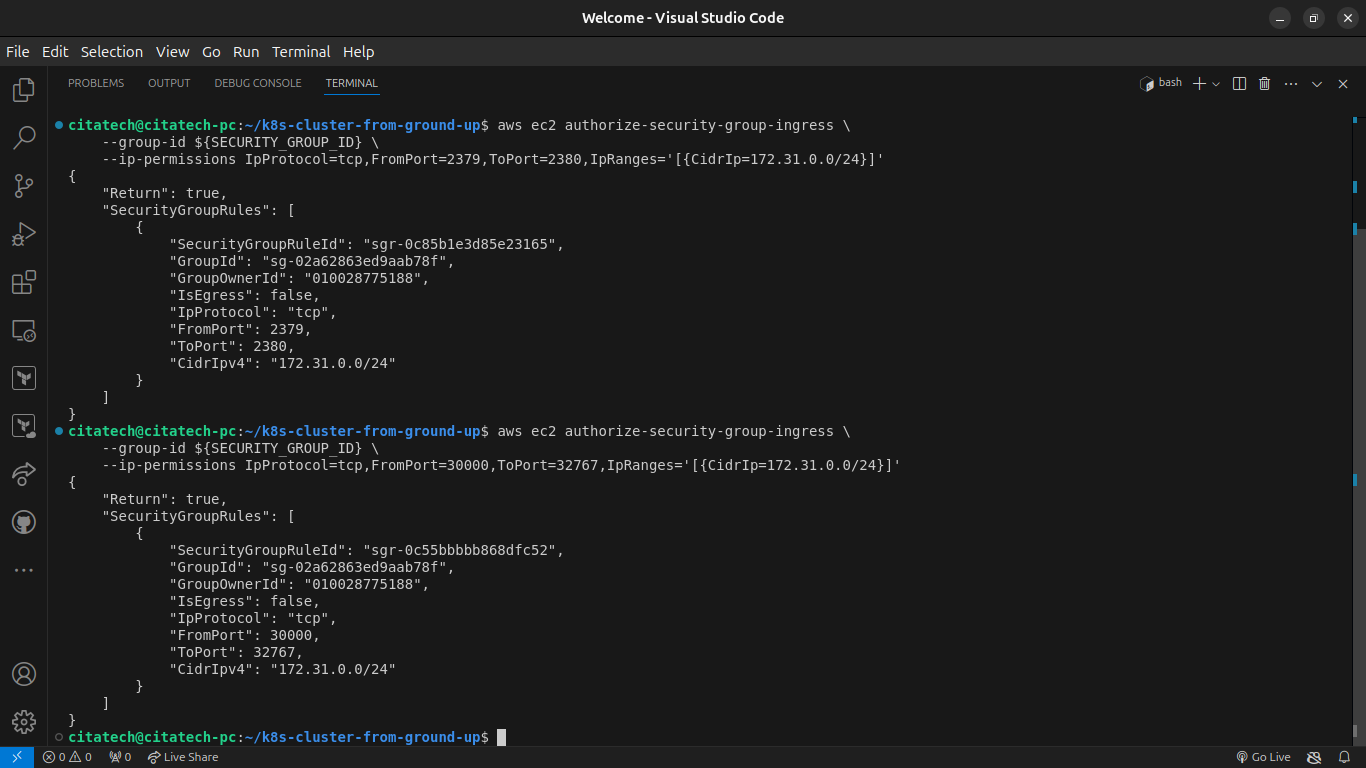 Welcome - Visual Studio Code
File Edit Selection View Go Run Terminal Help
PROBLEMS OUTPUT DEBUG CONSOLE TERMINAL bash
citatech@citatech-pc:~/k8s-cluster-from-ground-up$ aws ec2 authorize-security-group-ingress \
    --group-id ${SECURITY_GROUP_ID} \
    --ip-permissions IpProtocol=tcp,FromPort=2379,ToPort=2380,IpRanges='[{CidrIp=172.31.0.0/24}]'
{
    "Return": true,
    "SecurityGroupRules": [
        {
            "SecurityGroupRuleId": "sgr-0c85b1e3d85e23165",
            "GroupId": "sg-02a62863ed9aab78f",
            "GroupOwnerId": "010028775188",
            "IsEgress": false,
            "IpProtocol": "tcp",
            "FromPort": 2379,
            "ToPort": 2380,
            "CidrIpv4": "172.31.0.0/24"
        }
    ]
}
citatech@citatech-pc:~/k8s-cluster-from-ground-up$ aws ec2 authorize-security-group-ingress \
    --group-id ${SECURITY_GROUP_ID} \
    --ip-permissions IpProtocol=tcp,FromPort=30000,ToPort=32767,IpRanges='[{CidrIp=172.31.0.0/24}]'
{
    "Return": true,
    "SecurityGroupRules": [
        {
            "SecurityGroupRuleId": "sgr-0c55bbbbb868dfc52",
            "GroupId": "sg-02a62863ed9aab78f",
            "GroupOwnerId": "010028775188",
            "IsEgress": false,
            "IpProtocol": "tcp",
            "FromPort": 30000,
            "ToPort": 32767,
            "CidrIpv4": "172.31.0.0/24"
        }
    ]
}
citatech@citatech-pc:~/k8s-cluster-from-ground-up$
0 0 0 Live Share Go Live